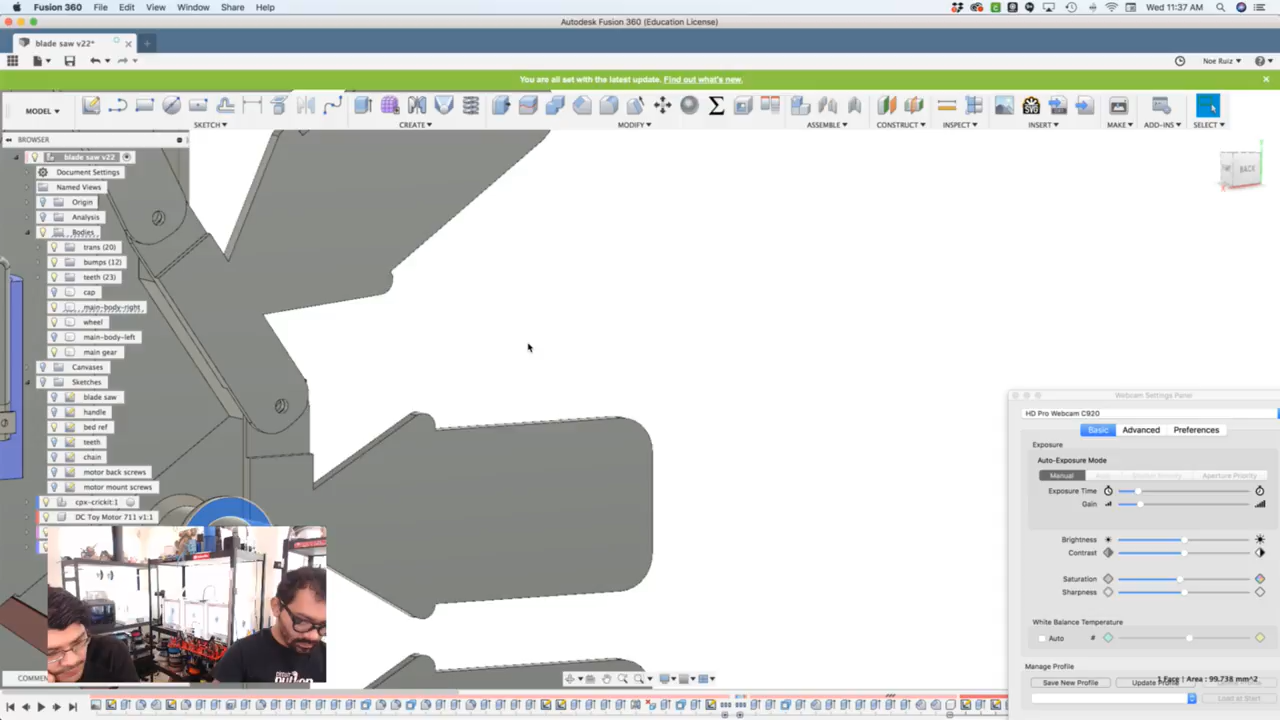 Fusion 360 File Edit View Window Share Help Wed 11:37 AM
Autodesk Fusion 360 (Education License)
blade saw v22*
Noe Ruiz
You are all set with the latest update. Find out what's new.
MODEL SKETCH CREATE MODIFY ASSEMBLE CONSTRUCT INSPECT INSERT MAKE ADD-INS SELECT
BROWSER
blade saw v22
Document Settings
Named Views
Origin
Analysis
Bodies
trans (20)
bumps (12)
teeth (23)
cap
main-body-right
wheel
main-body-left
main gear
Canvases
Sketches
blade saw
handle
bed ref
teeth
chain
motor back screws
motor mount screws
cpx-crickit:1
DC Toy Motor 711 v1:1
COMMEN
BACK
Webcam Settings Panel
HD Pro Webcam C920
Basic Advanced Preferences
Exposure
Auto-Exposure Mode
Manual Aperture Priority
Exposure Time
Gain
Brightness
Contrast
Saturation
Sharpness
White Balance Temperature
Auto #
Manage Profile
1 Face | Area : 99.738 mm^2
Save New Profile Update Profile
Load at Start